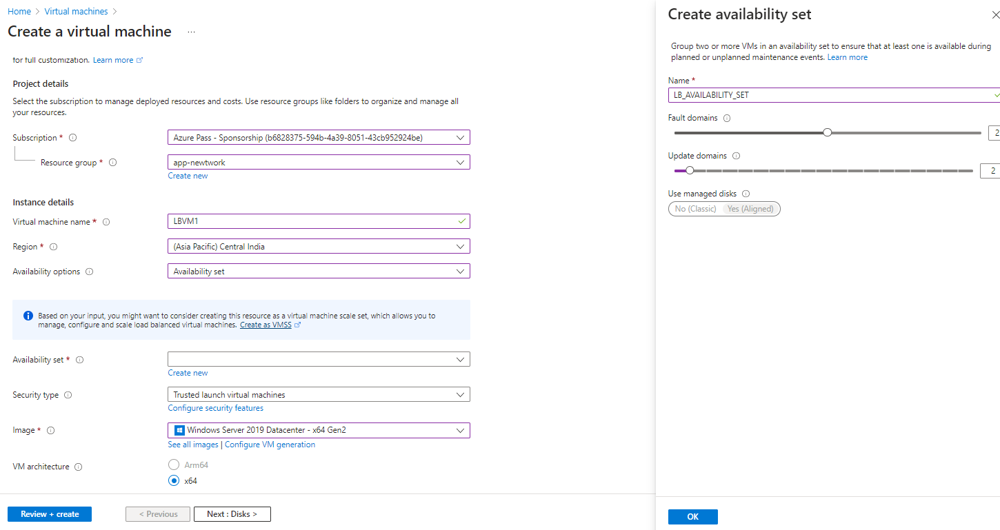 Home > Virtual machines >
Create a virtual machine ...
for full customization. Learn more
Project details
Select the subscription to manage deployed resources and costs. Use resource groups like folders to organize and manage all
your resources.
Subscription *
Azure Pass - Sponsorship (b6828375-594b-4a39-8051-43cb952924be)
Resource group *
app-newtwork
Create new
Instance details
Virtual machine name *
LBVM1
Region *
(Asia Pacific) Central India
Availability options
Availability set
Based on your input, you might want to consider creating this resource as a virtual machine scale set, which allows you to
manage, configure and scale load balanced virtual machines. Create as VMSS
Availability set *
Create new
Security type
Trusted launch virtual machines
Configure security features
Image *
Windows Server 2019 Datacenter - x64 Gen2
See all images | Configure VM generation
VM architecture
Arm64
x64
Review + create
< Previous
Next : Disks >
Create availability set
Group two or more VMs in an availability set to ensure that at least one is available during
planned or unplanned maintenance events. Learn more
Name *
LB_AVAILABILITY_SET
Fault domains
2
Update domains
2
Use managed disks
No (Classic) Yes (Aligned)
OK